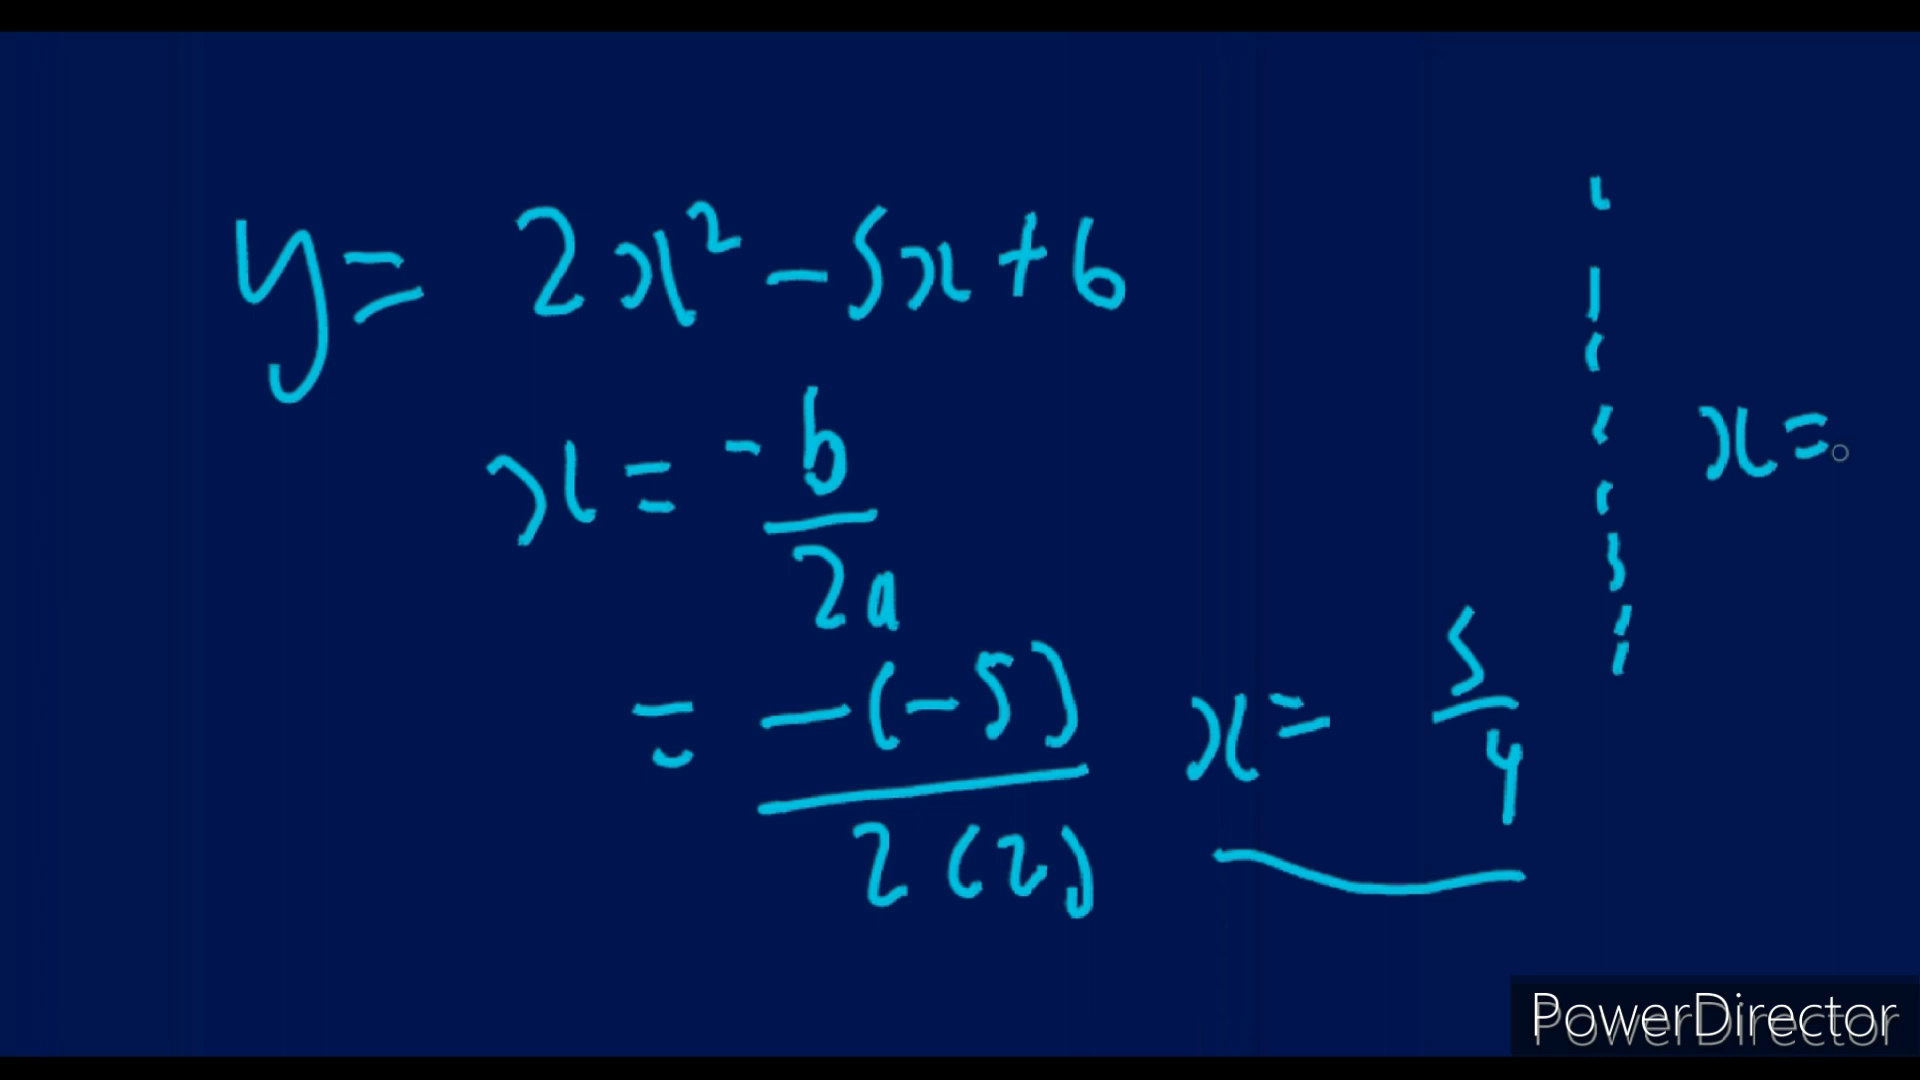 y= 2x²-5x+6
x= -b/2a
= -(-5)/2(2) x= 5/4
x=
PowerDirector